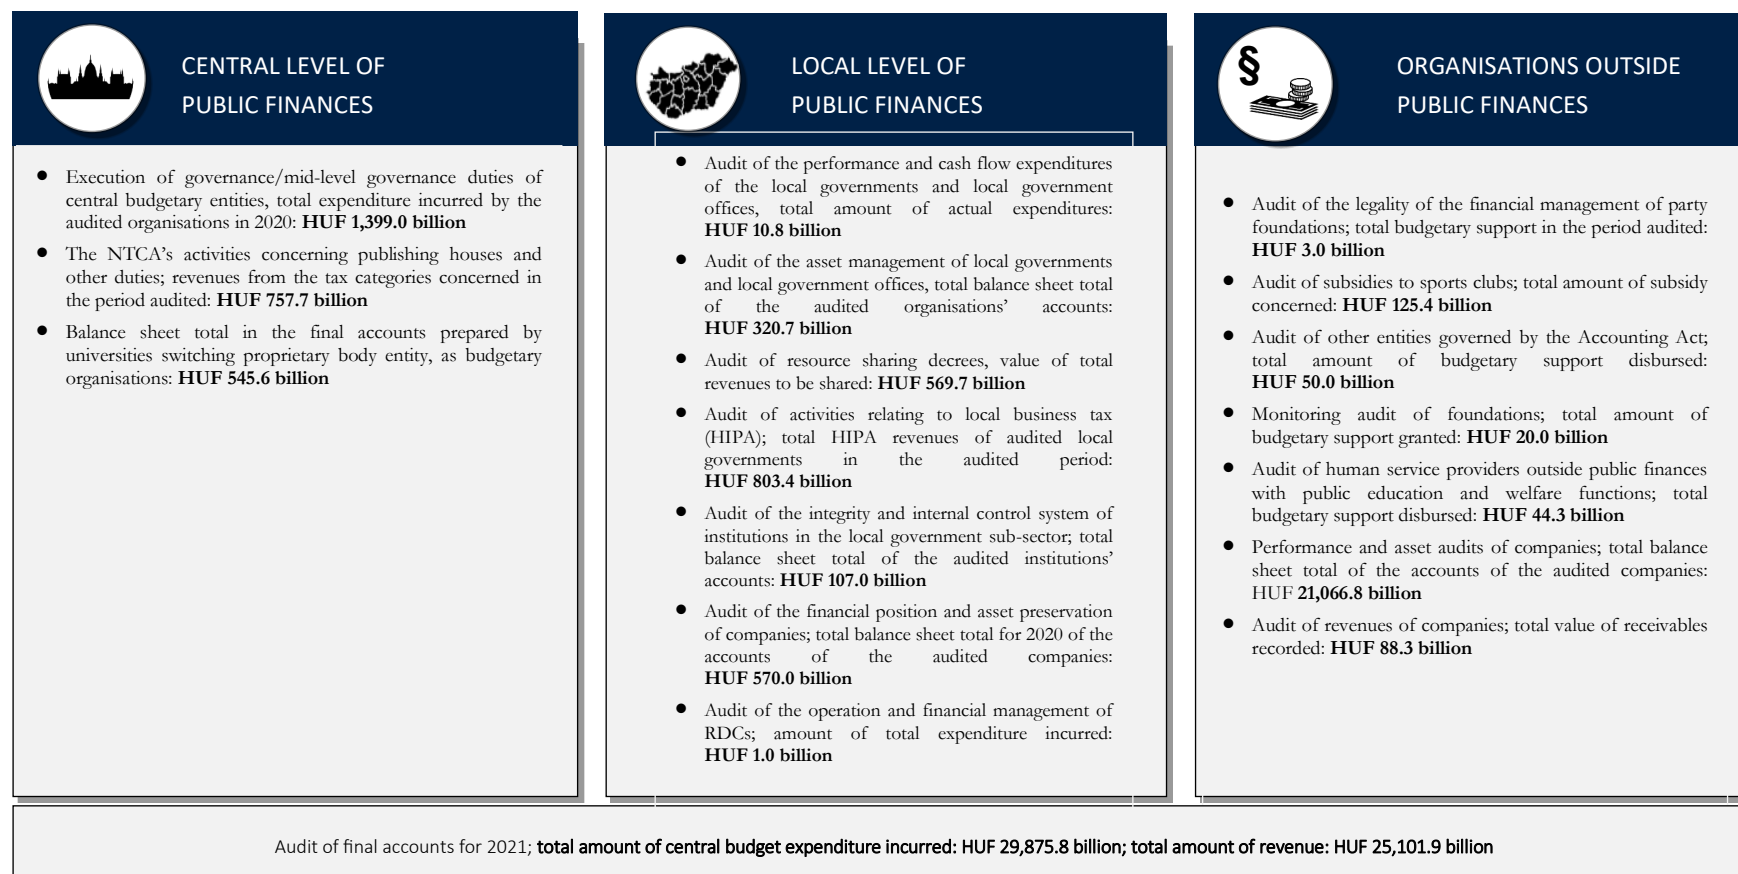 CENTRAL LEVEL OF
PUBLIC FINANCES
● Execution of governance/mid-level governance duties of
central budgetary entities, total expenditure incurred by the
audited organisations in 2020: HUF 1,399.0 billion
● The NTCA’s activities concerning publishing houses and
other duties; revenues from the tax categories concerned in
the period audited: HUF 757.7 billion
● Balance sheet total in the final accounts prepared by
universities switching proprietary body entity, as budgetary
organisations: HUF 545.6 billion
LOCAL LEVEL OF
PUBLIC FINANCES
● Audit of the performance and cash flow expenditures
of the local governments and local government
offices, total amount of actual expenditures:
HUF 10.8 billion
● Audit of the asset management of local governments
and local government offices, total balance sheet total
of the audited organisations’ accounts:
HUF 320.7 billion
● Audit of resource sharing decrees, value of total
revenues to be shared: HUF 569.7 billion
● Audit of activities relating to local business tax
(HIPA); total HIPA revenues of audited local
governments in the audited period:
HUF 803.4 billion
● Audit of the integrity and internal control system of
institutions in the local government sub-sector; total
balance sheet total of the audited institutions’
accounts: HUF 107.0 billion
● Audit of the financial position and asset preservation
of companies; total balance sheet total for 2020 of the
accounts of the audited companies:
HUF 570.0 billion
● Audit of the operation and financial management of
RDCs; amount of total expenditure incurred:
HUF 1.0 billion
§
ORGANISATIONS OUTSIDE
PUBLIC FINANCES
● Audit of the legality of the financial management of party
foundations; total budgetary support in the period audited:
HUF 3.0 billion
● Audit of subsidies to sports clubs; total amount of subsidy
concerned: HUF 125.4 billion
● Audit of other entities governed by the Accounting Act;
total amount of budgetary support disbursed:
HUF 50.0 billion
● Monitoring audit of foundations; total amount of
budgetary support granted: HUF 20.0 billion
● Audit of human service providers outside public finances
with public education and welfare functions; total
budgetary support disbursed: HUF 44.3 billion
● Performance and asset audits of companies; total balance
sheet total of the accounts of the audited companies:
HUF 21,066.8 billion
● Audit of revenues of companies; total value of receivables
recorded: HUF 88.3 billion
Audit of final accounts for 2021; total amount of central budget expenditure incurred: HUF 29,875.8 billion; total amount of revenue: HUF 25,101.9 billion